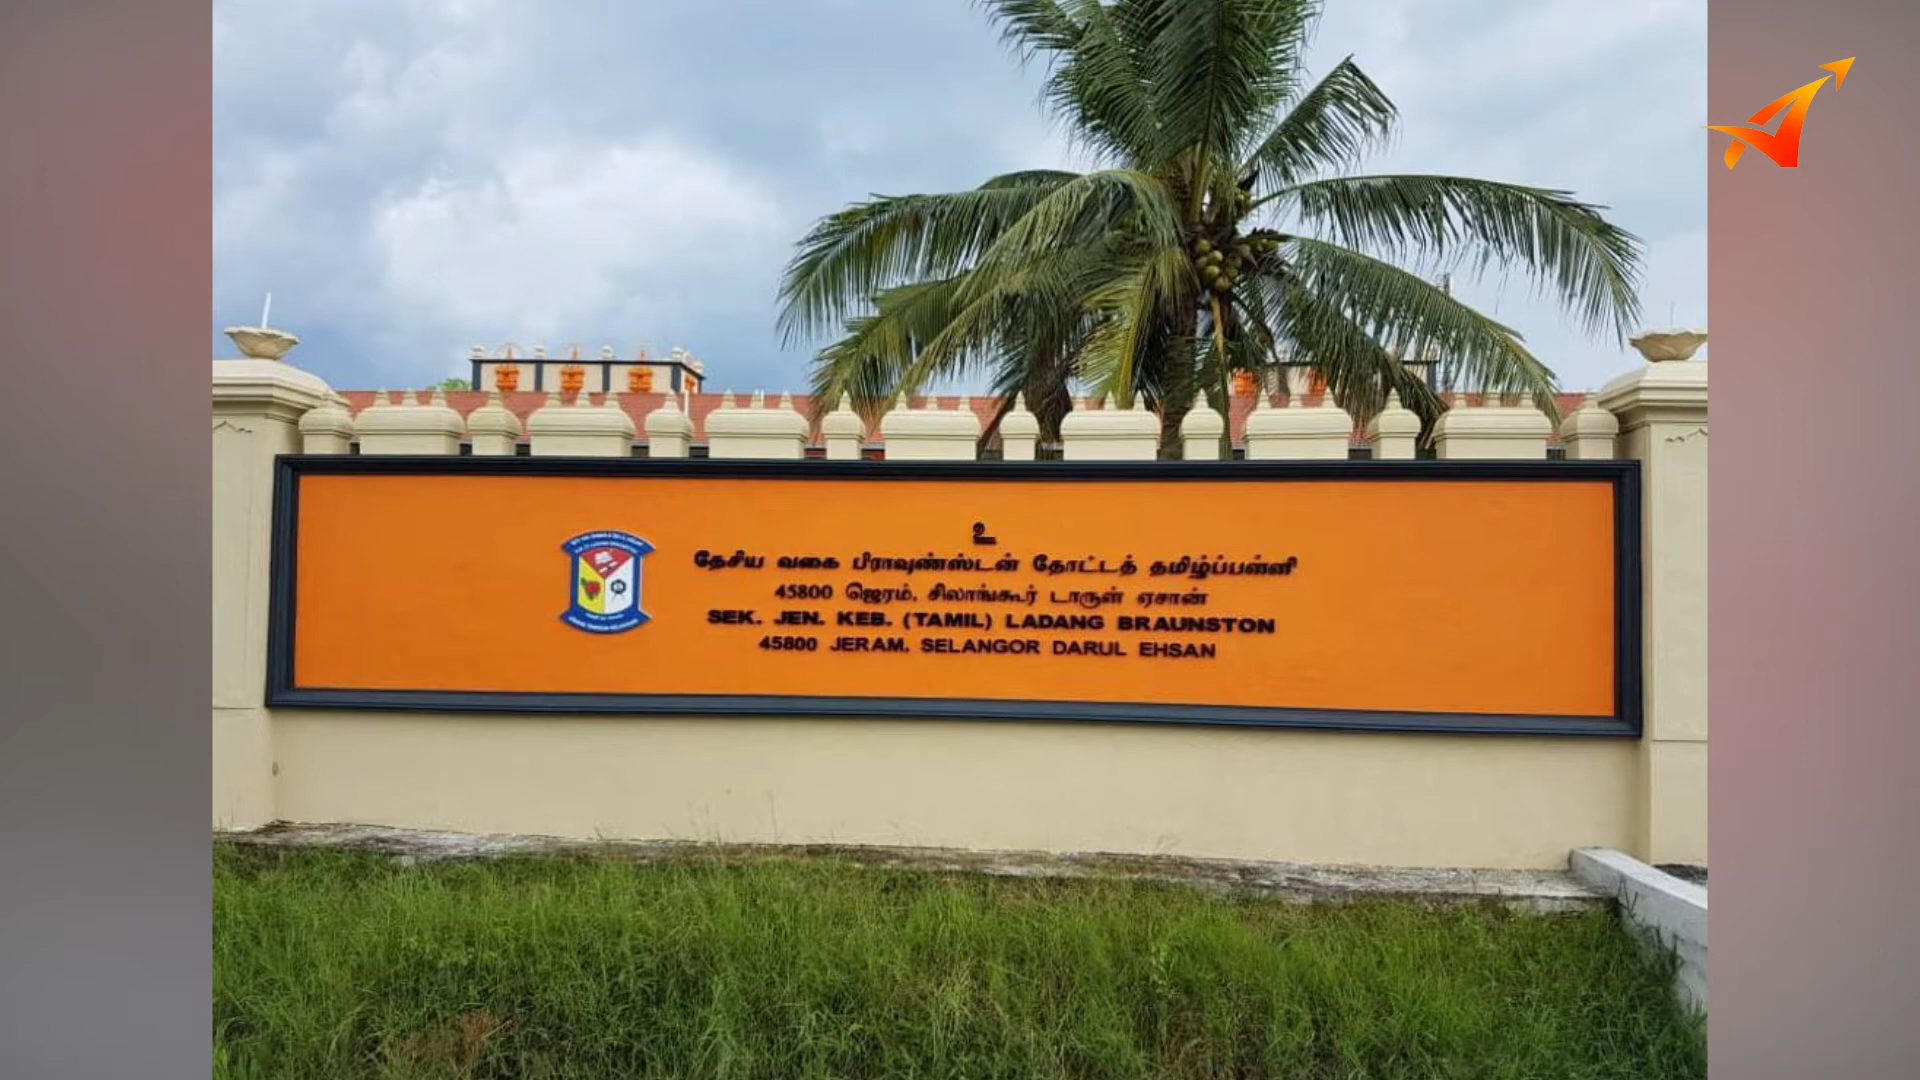 உ
தேசிய வகை பிராவுண்ஸ்டன் தோட்டத் தமிழ்ப்பள்ளி
45800 ஜெரம், சிலாங்கூர் டாருள் ஏசான்
SEK. JEN. KEB. (TAMIL) LADANG BRAUNSTON
45800 JERAM, SELANGOR DARUL EHSAN